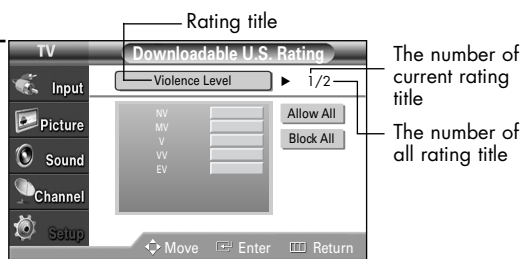 Rating title
TV
Downloadable U.S. Rating
Input
Picture
Sound
Channel
Setup
Violence Level
► 1/2
NV
MV
V
VV
EV
Allow All
Block All
Move
Enter
Return
The number of
current rating
title
The number of
all rating title